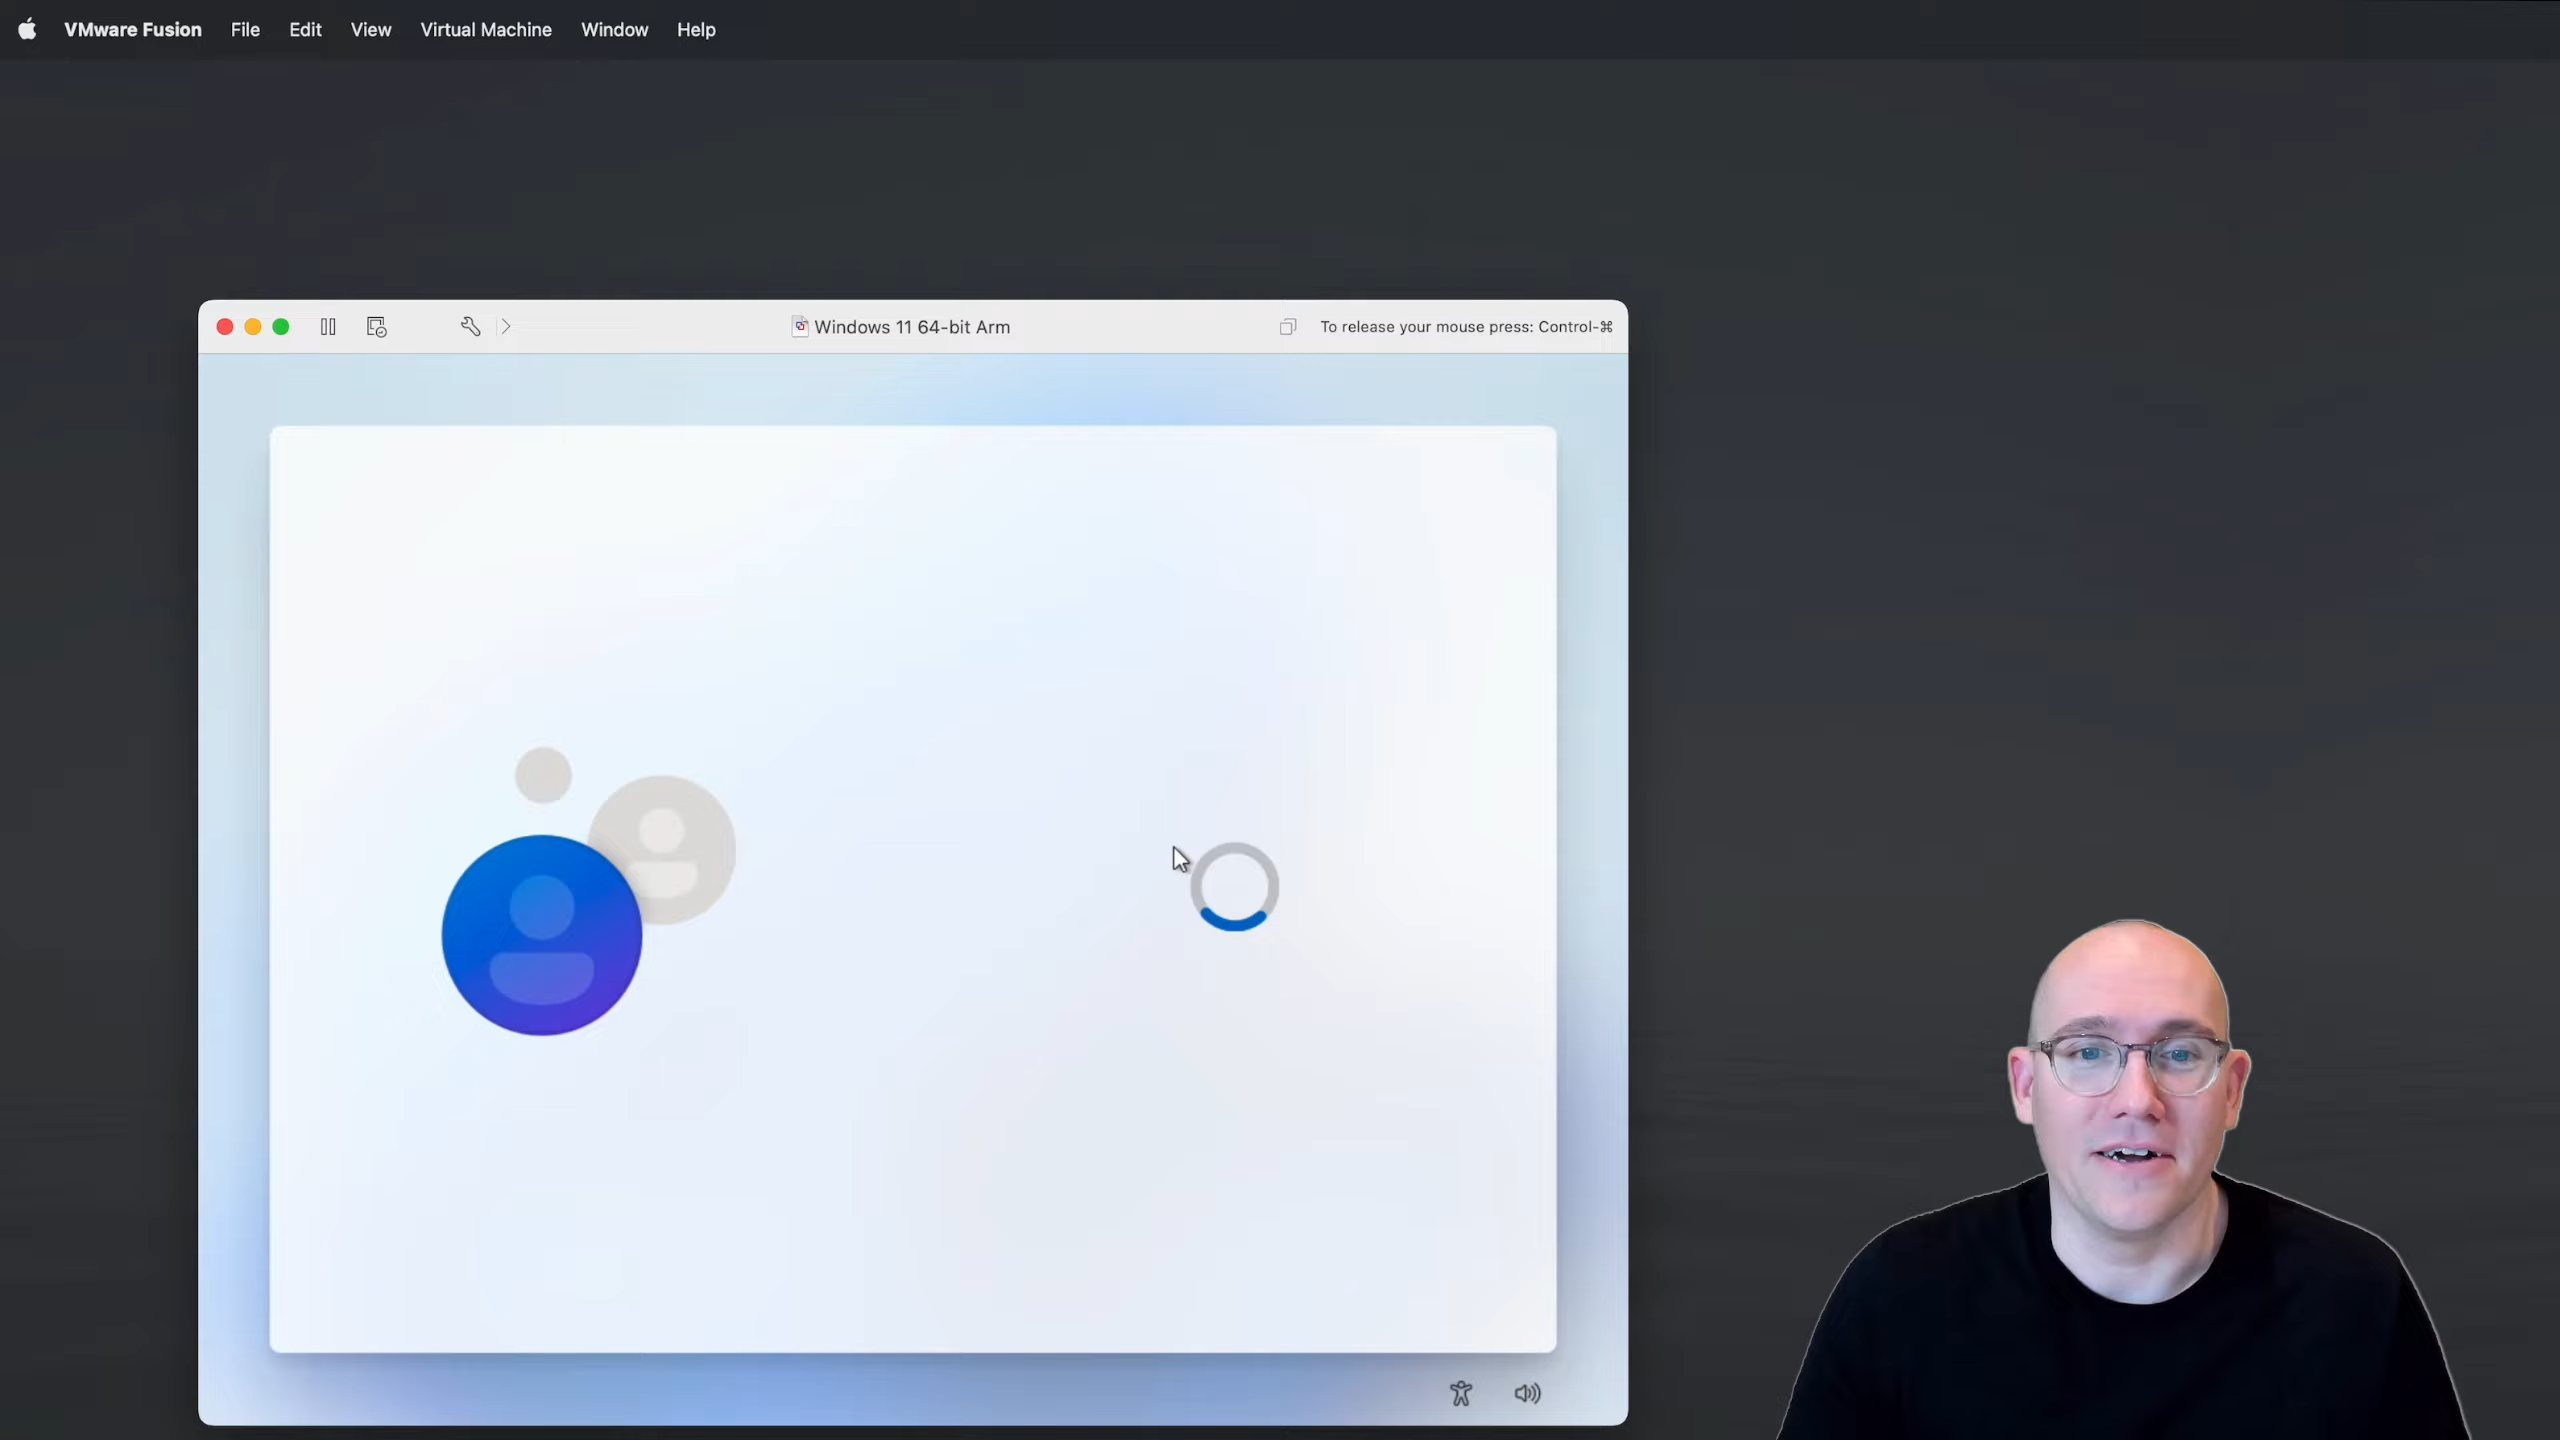 VMware Fusion File Edit View Virtual Machine Window Help
Windows 11 64-bit Arm
To release your mouse press: Control-⌘